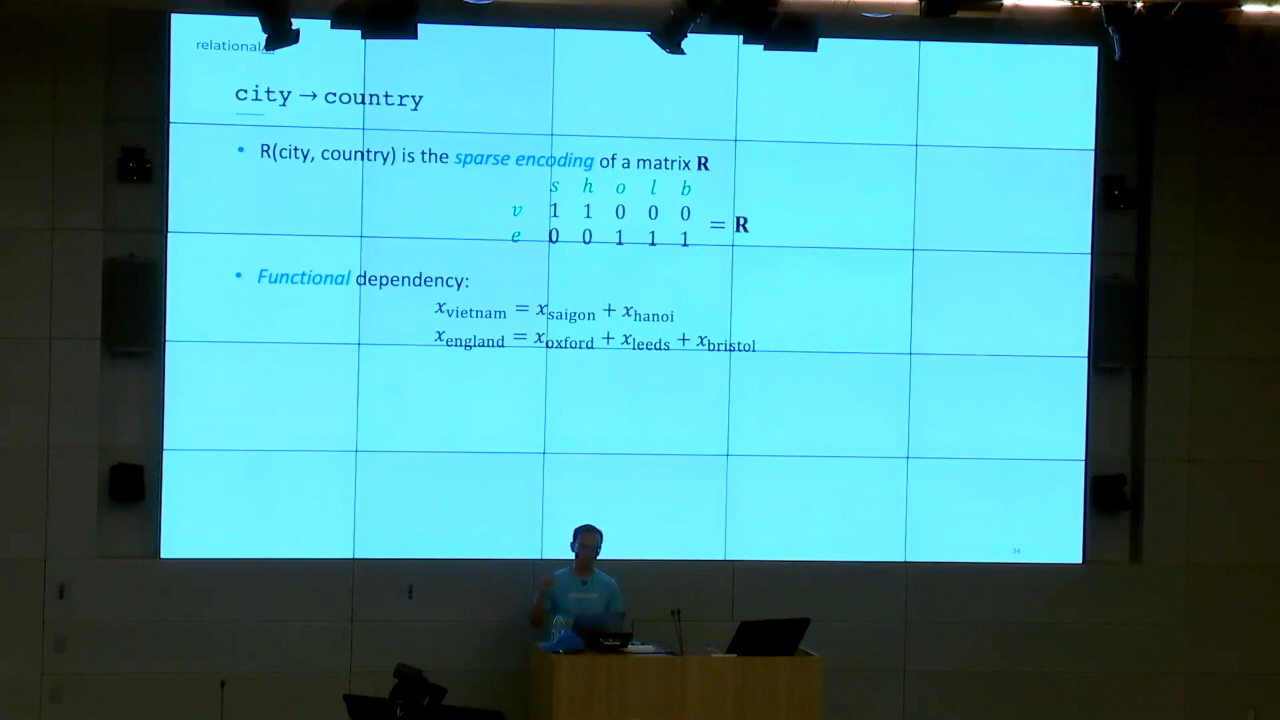 relationalAI
city → country
• R(city, country) is the sparse encoding of a matrix R
s h o l b
v 1 1 0 0 0
e 0 0 1 1 1
= R
• Functional dependency:
x_vietnam = x_saigon + x_hanoi
x_england = x_oxford + x_leeds + x_bristol
34